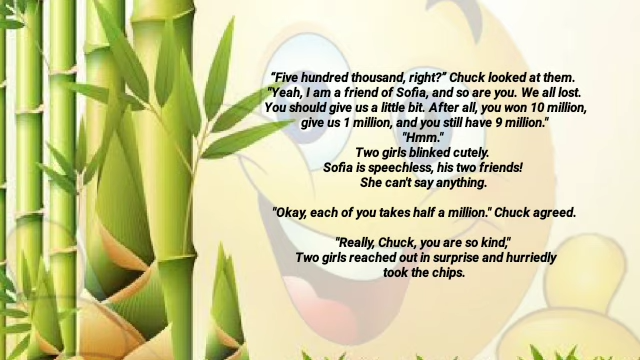 “Five hundred thousand, right?” Chuck looked at them.
"Yeah, I am a friend of Sofia, and so are you. We all lost.
You should give us a little bit. After all, you won 10 million,
give us 1 million, and you still have 9 million."
"Hmm."
Two girls blinked cutely.
Sofia is speechless, his two friends!
She can't say anything.
"Okay, each of you takes half a million." Chuck agreed.
"Really, Chuck, you are so kind,"
Two girls reached out in surprise and hurriedly
took the chips.